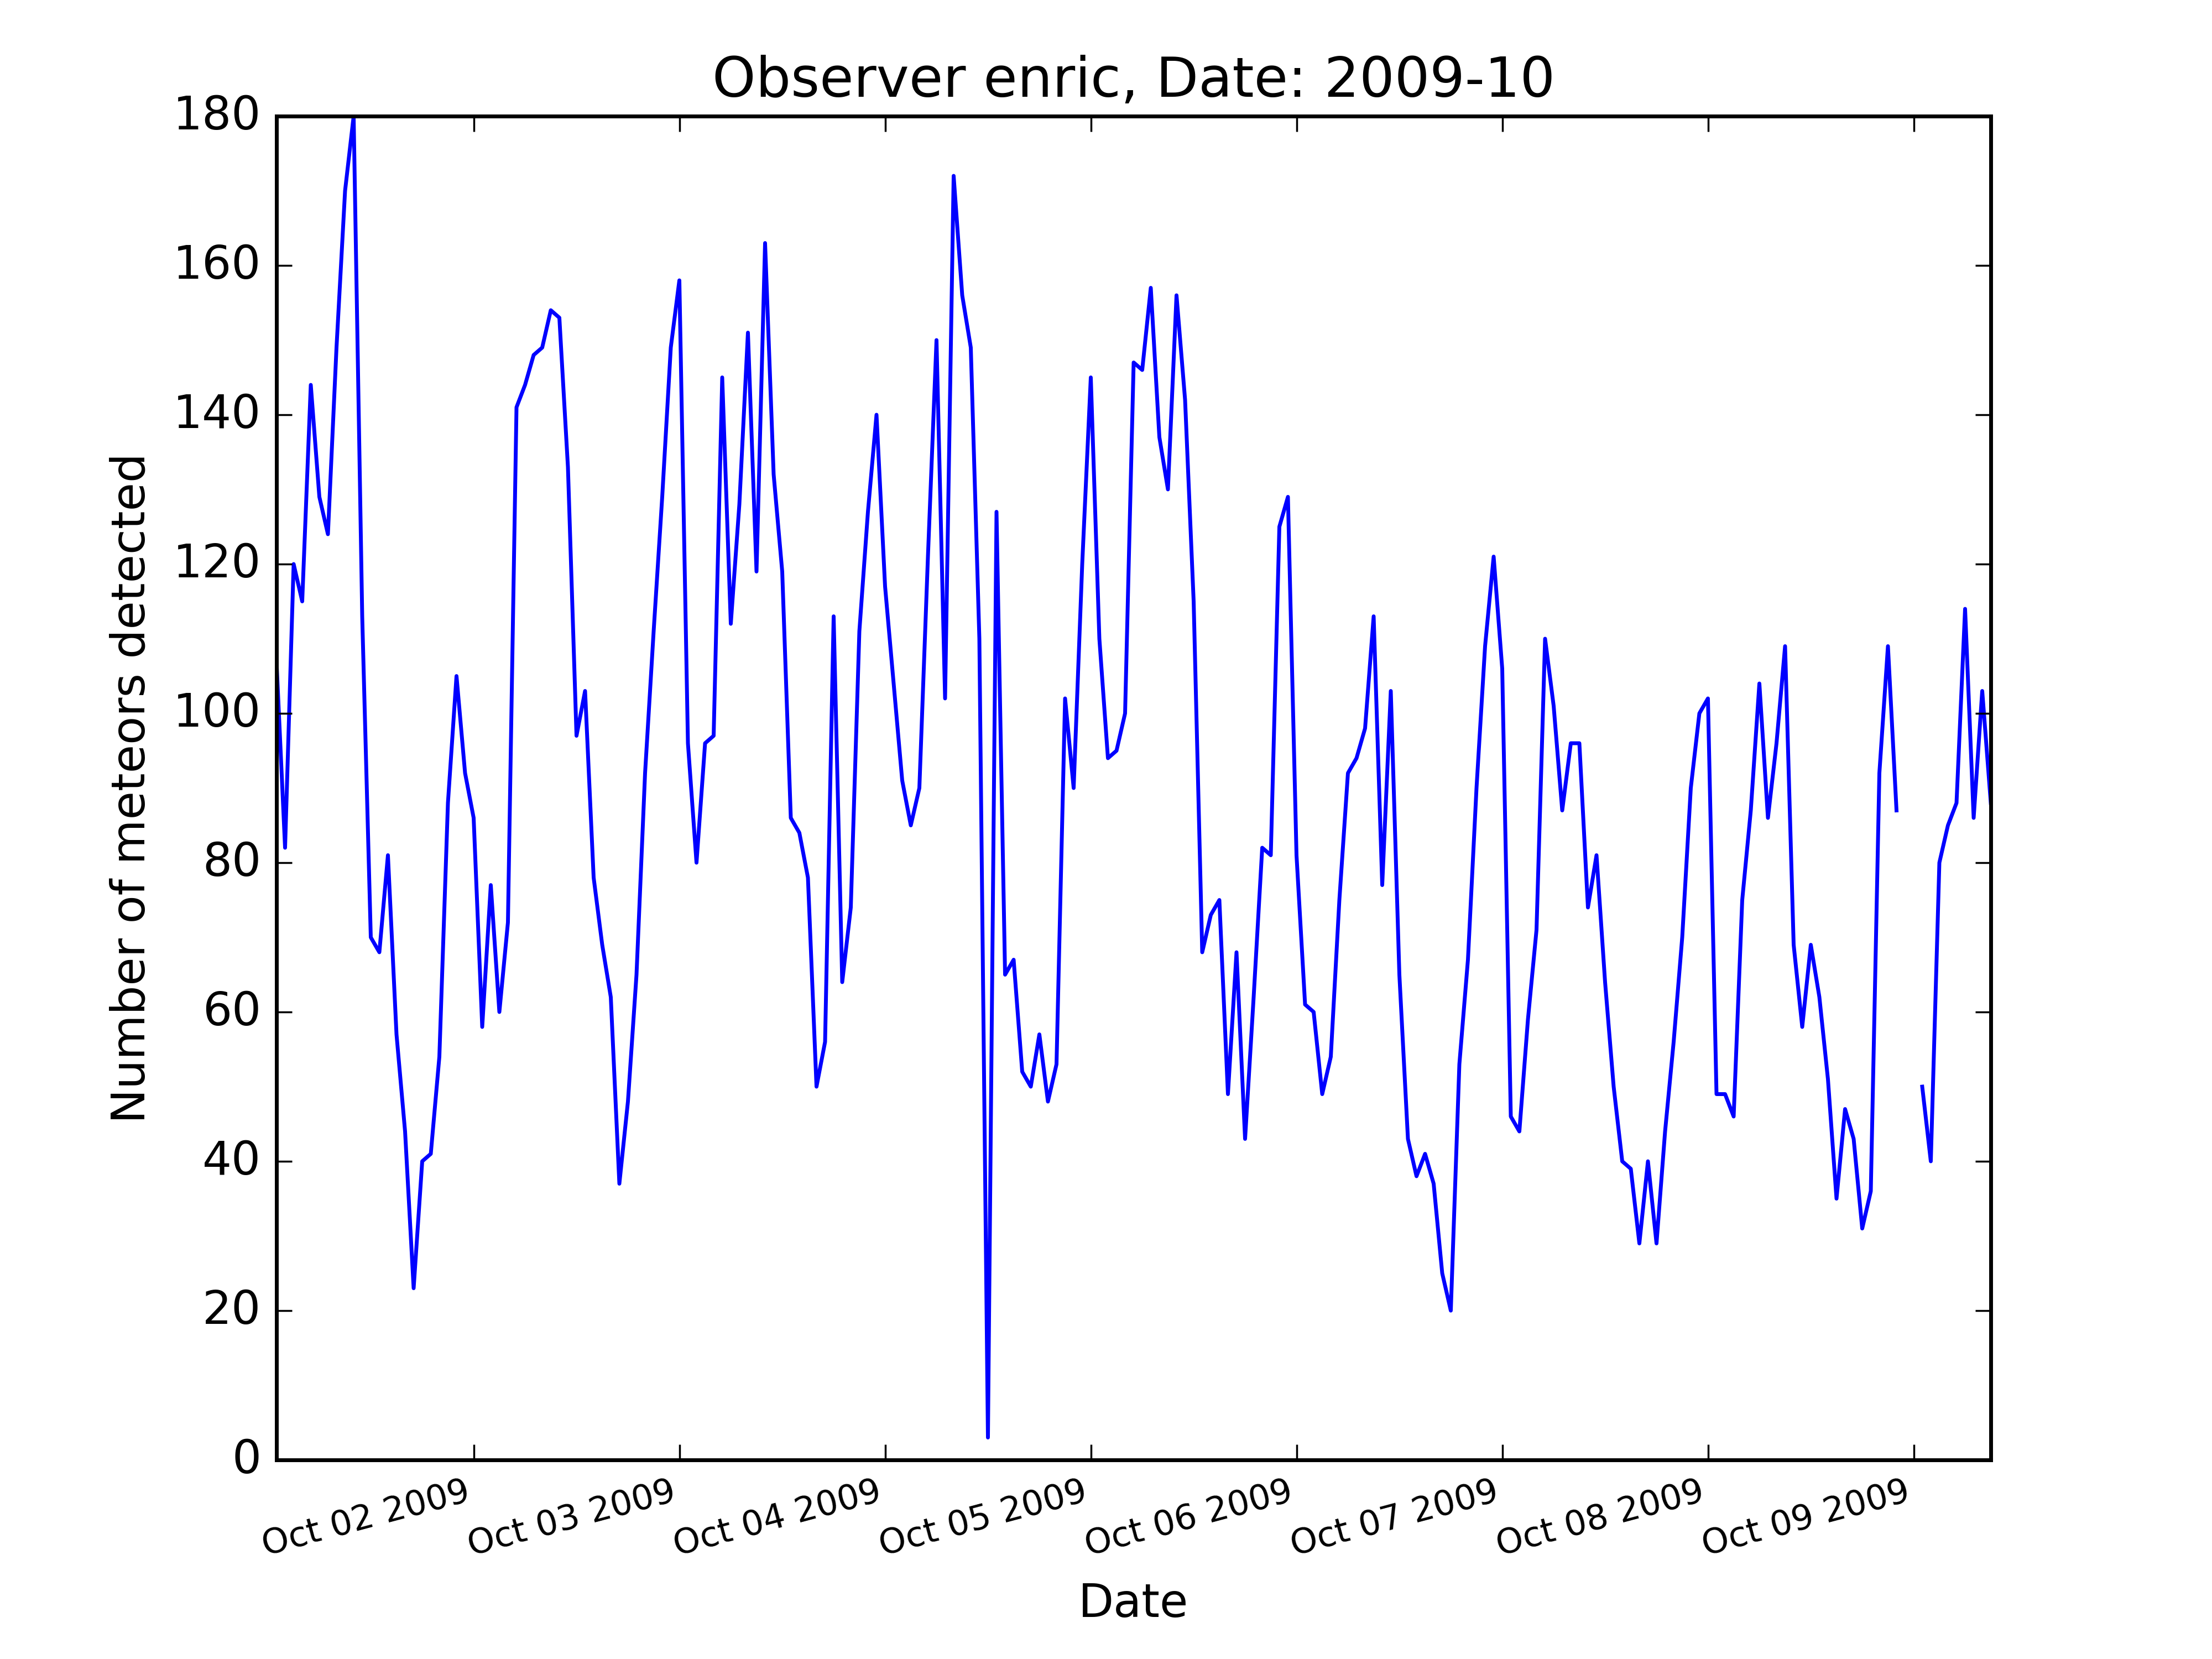 Observer enric, Date: 2009-10
180
160
140
120
100
80
60
40
20
0
Number of meteors detected
Oct 02 2009
Oct 03 2009
Oct 04 2009
Oct 05 2009
Oct 06 2009
Oct 07 2009
Oct 08 2009
Oct 09 2009
Date